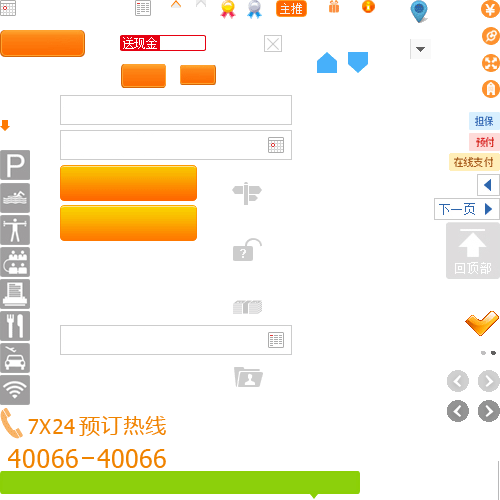 主推
送现金
¥
担保
预付
P
在线支付
下一页
?
回顶部
7X24 预订热线
40066-40066